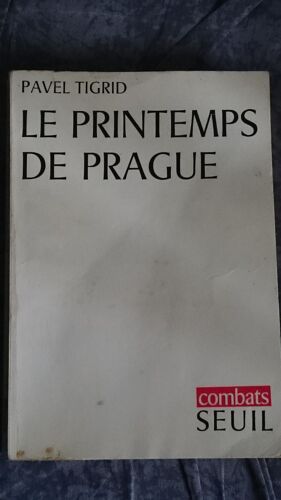 PAVEL TIGRID
LE PRINTEMPS
DE PRAGUE
combats
SEUIL